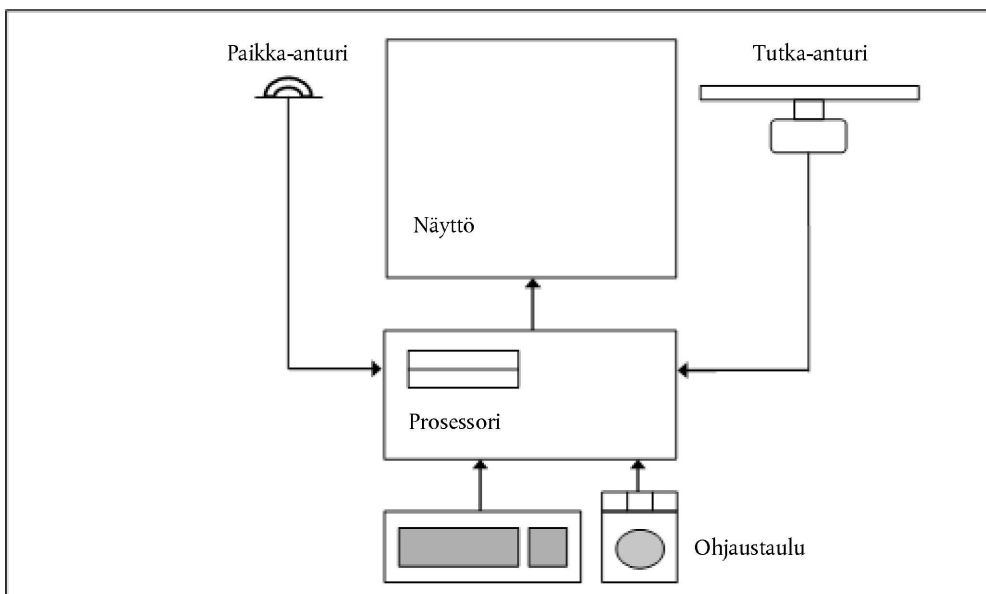 Paikka-anturi
Tutka-anturi
Näyttö
Prosessori
Ohjaustaulu